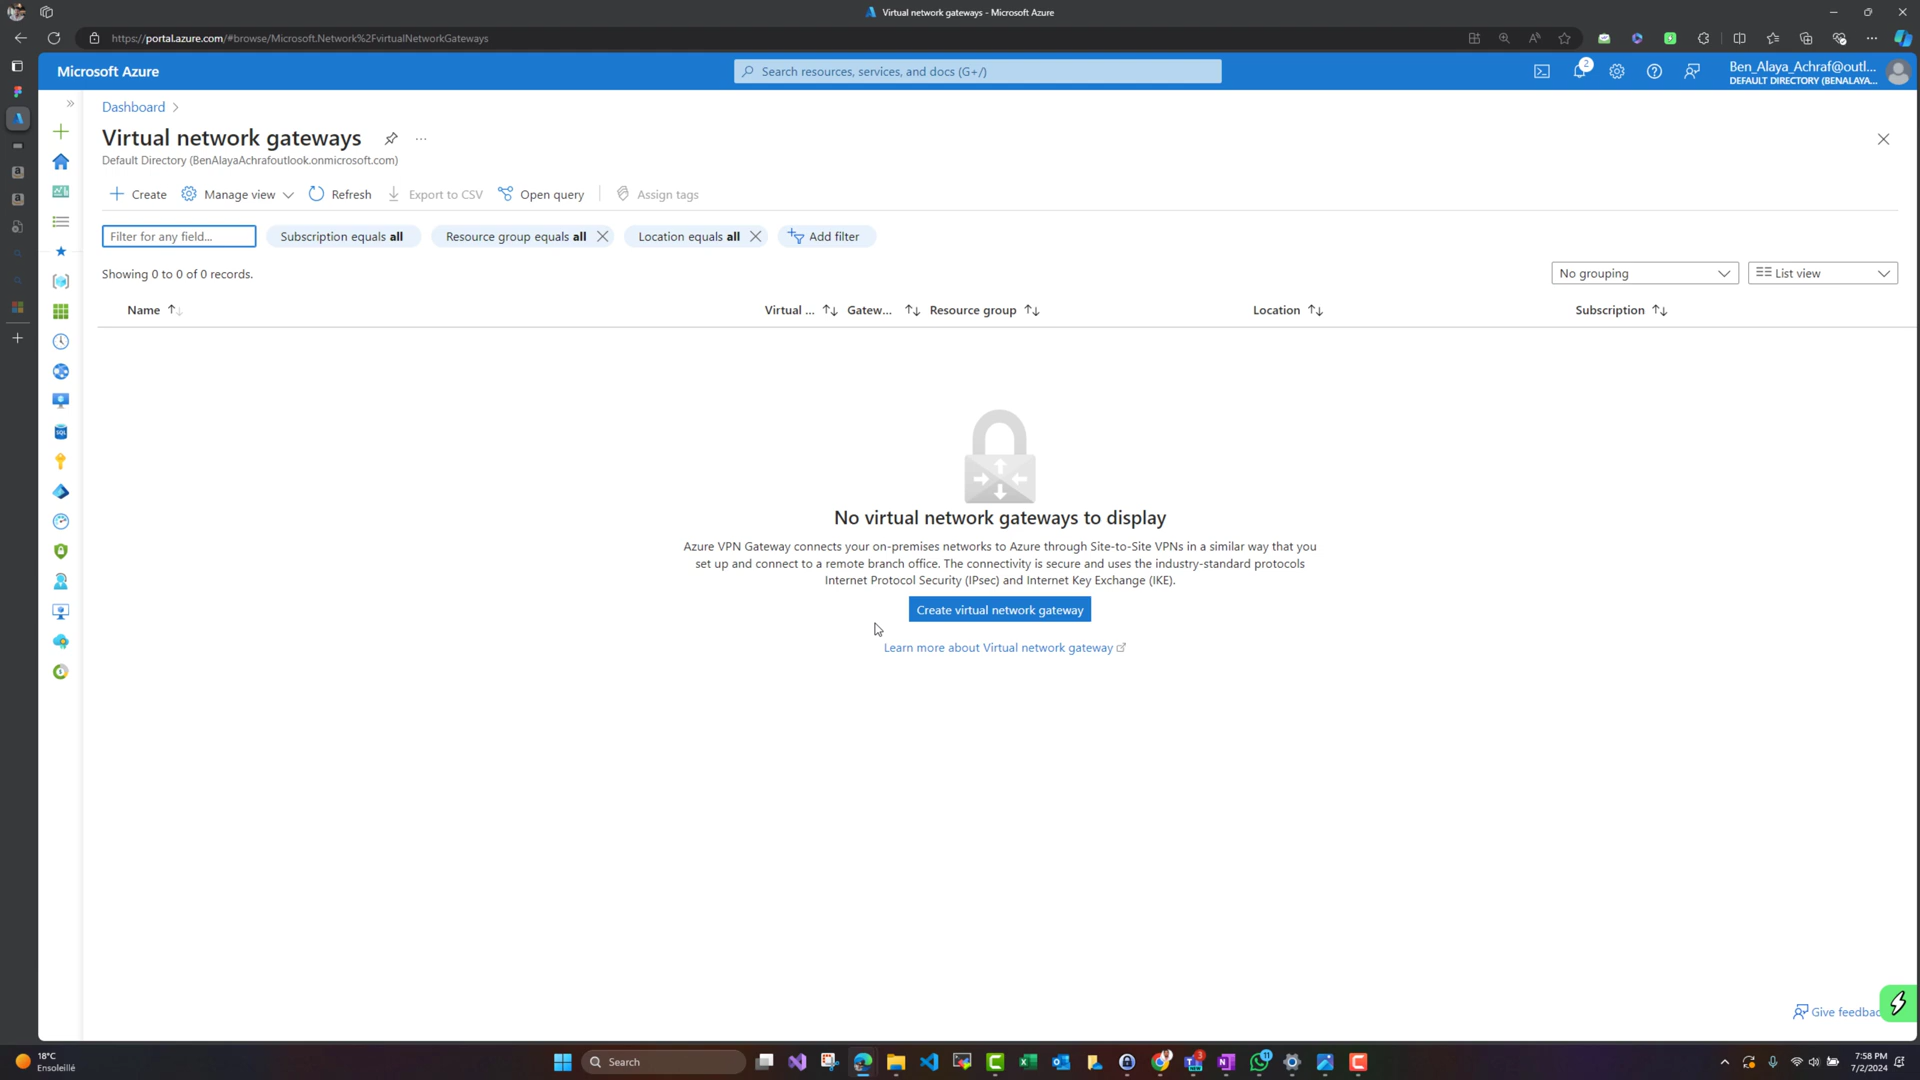 Virtual network gateways - Microsoft Azure
https://portal.azure.com/#browse/Microsoft.Network%2FvirtualNetworkGateways
Microsoft Azure
Search resources, services, and docs (G+/)
2
Ben_Alaya_Achraf@outl...
DEFAULT DIRECTORY (BENALAYA...
Dashboard
Virtual network gateways
Default Directory (BenAlayaAchrafoutlook.onmicrosoft.com)
Create Manage view Refresh Export to CSV Open query Assign tags
Filter for any field... Subscription equals all Resource group equals all Location equals all Add filter
Showing 0 to 0 of 0 records.
No grouping List view
Name Virtual ... Gatew... Resource group Location Subscription
SQL
No virtual network gateways to display
Azure VPN Gateway connects your on-premises networks to Azure through Site-to-Site VPNs in a similar way that you
set up and connect to a remote branch office. The connectivity is secure and uses the industry-standard protocols
Internet Protocol Security (IPsec) and Internet Key Exchange (IKE).
Create virtual network gateway
Learn more about Virtual network gateway
Give feedbac
18°C
Ensoleillé
Search
3
11
7:58 PM
7/2/2024